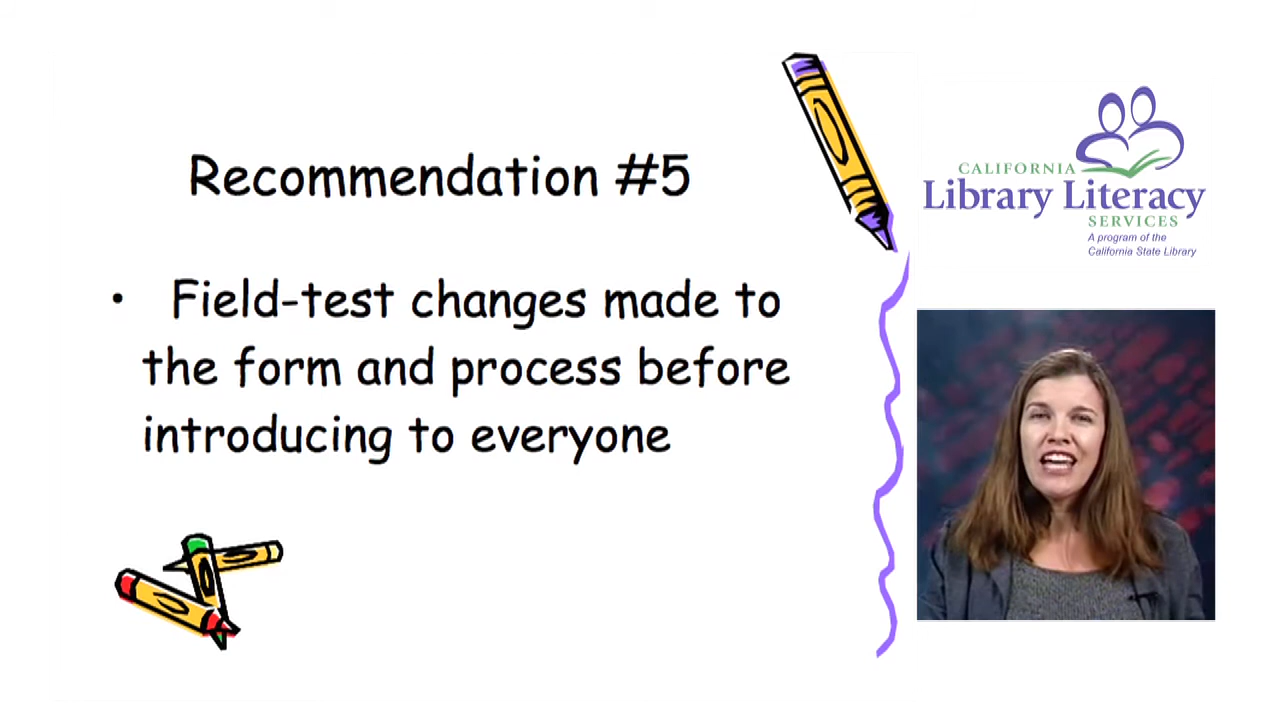 Recommendation #5
• Field-test changes made to
the form and process before
introducing to everyone
CALIFORNIA
Library Literacy
SERVICES
A program of the
California State Library